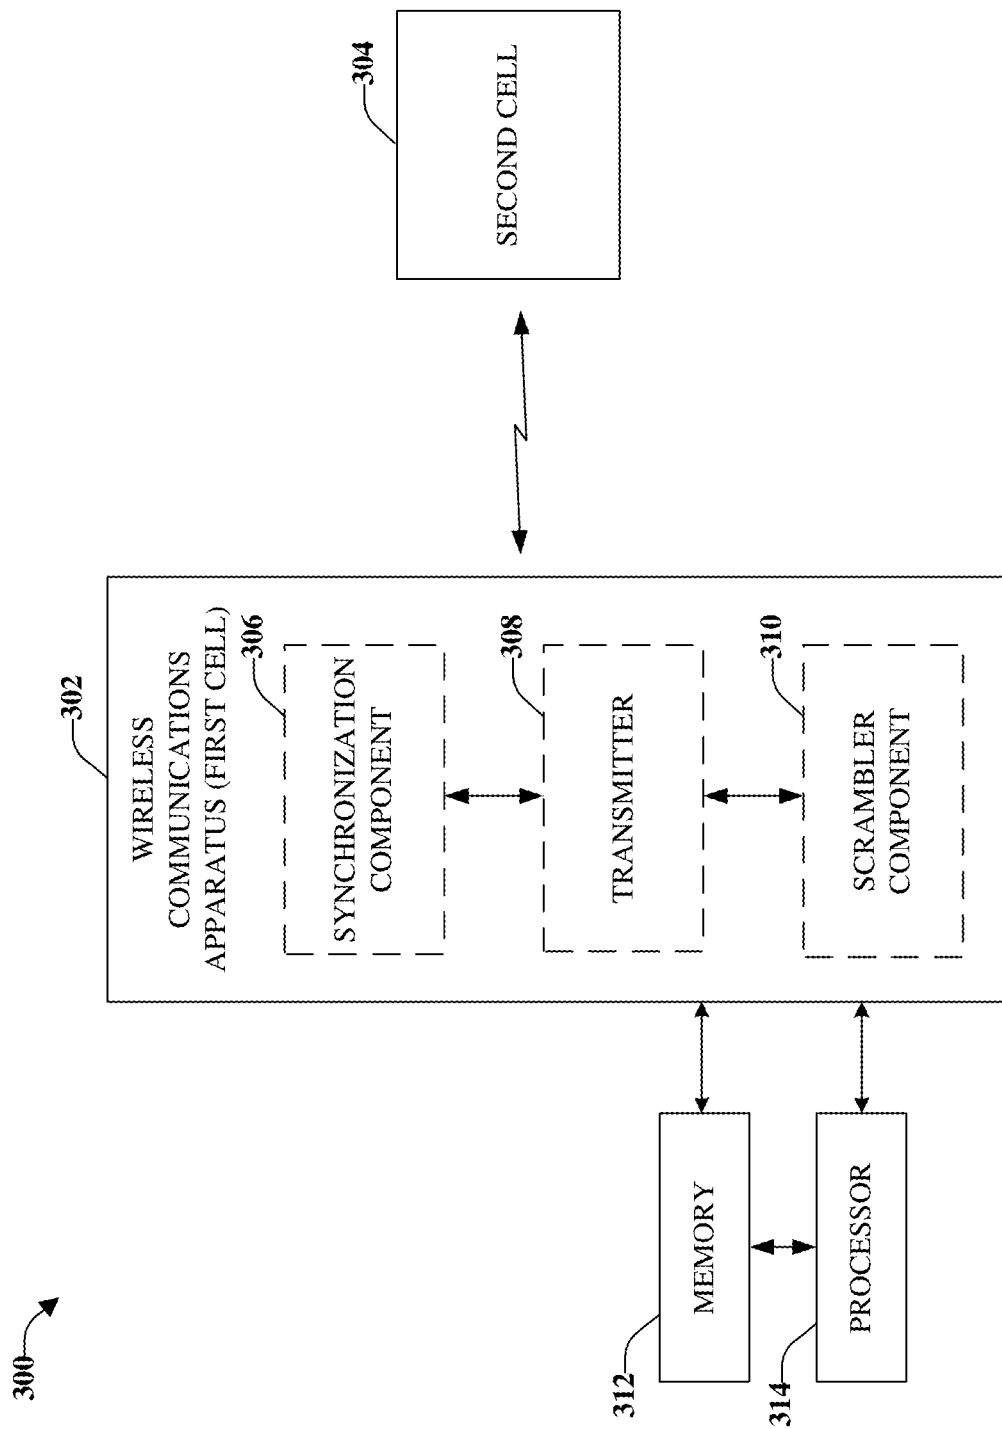 300
302
WIRELESS
COMMUNICATIONS
APPARATUS (FIRST CELL)
306
SYNCHRONIZATION
COMPONENT
308
TRANSMITTER
310
SCRAMBLER
COMPONENT
304
SECOND CELL
312
MEMORY
314
PROCESSOR